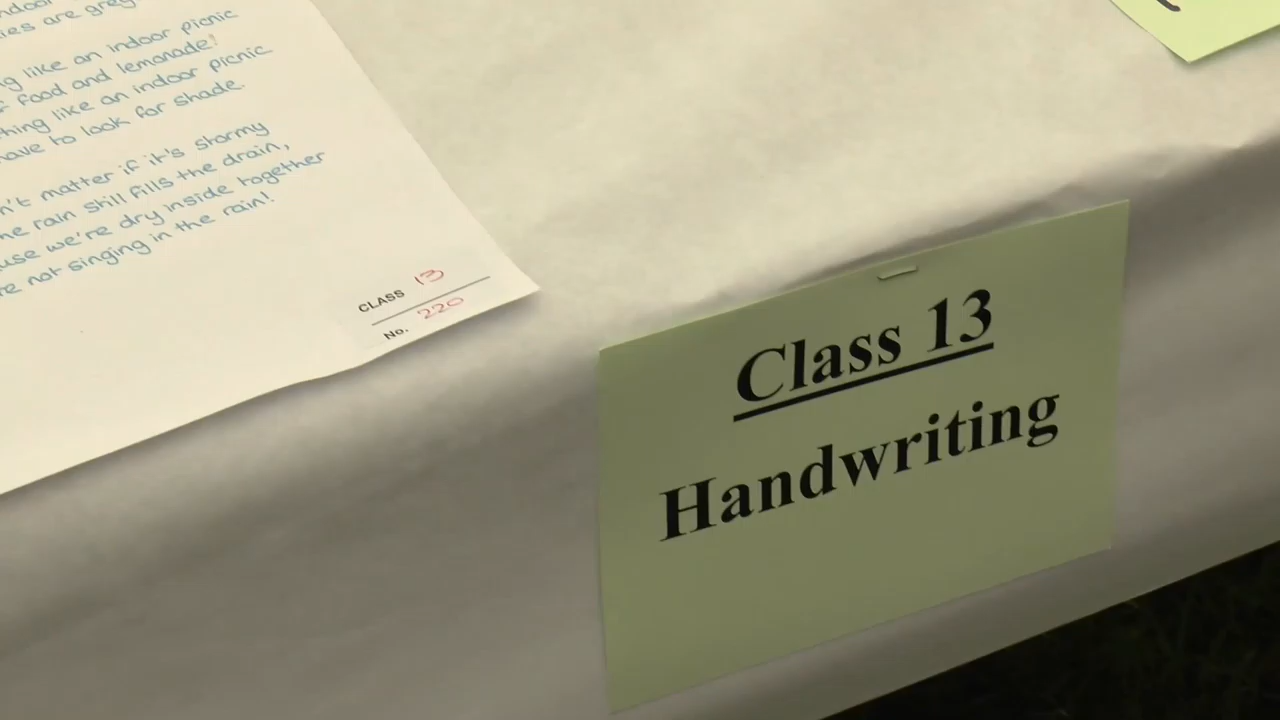 ndoor
ies are grey
ng like an indoor picnic
f food and lemonade!
thing like an indoor picnic
have to look for shade.
n't matter if it's stormy
he rain still fills the drain,
use we're dry inside together
re not singing in the rain!
CLASS 13
No. 220
Class 13
Handwriting